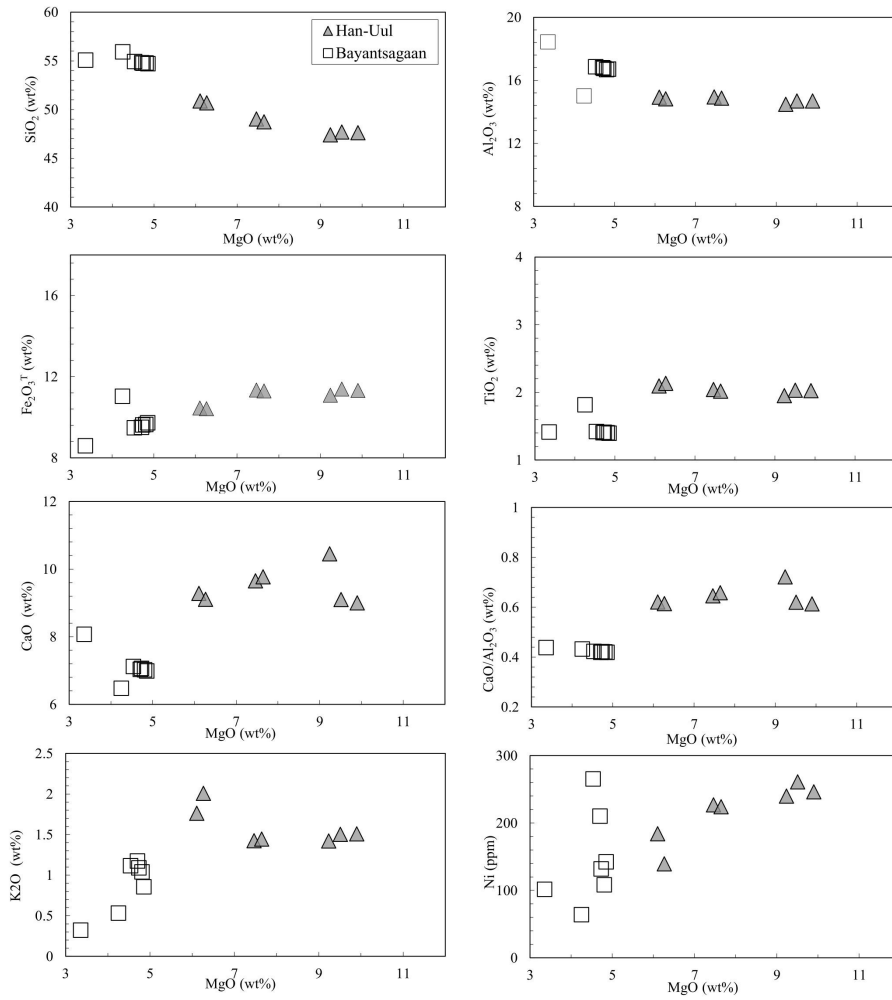 60
55
50
45
40
SiO₂ (wt%)
3 5 7 9 11
MgO (wt%)
Han-Uul
Bayantsagaan
20
16
12
8
Al₂O₃ (wt%)
3 5 7 9 11
MgO (wt%)
16
12
8
Fe₂O₃ᵀ (wt%)
3 5 7 9 11
MgO (wt%)
4
3
2
1
TiO₂ (wt%)
3 5 7 9 11
MgO (wt%)
12
10
8
6
CaO (wt%)
3 5 7 9 11
MgO (wt%)
1
0.8
0.6
0.4
0.2
CaO/Al₂O₃ (wt%)
3 5 7 9 11
MgO (wt%)
2.5
2
1.5
1
0.5
0
K2O (wt%)
3 5 7 9 11
MgO (wt%)
300
200
100
0
Ni (ppm)
3 5 7 9 11
MgO (wt%)